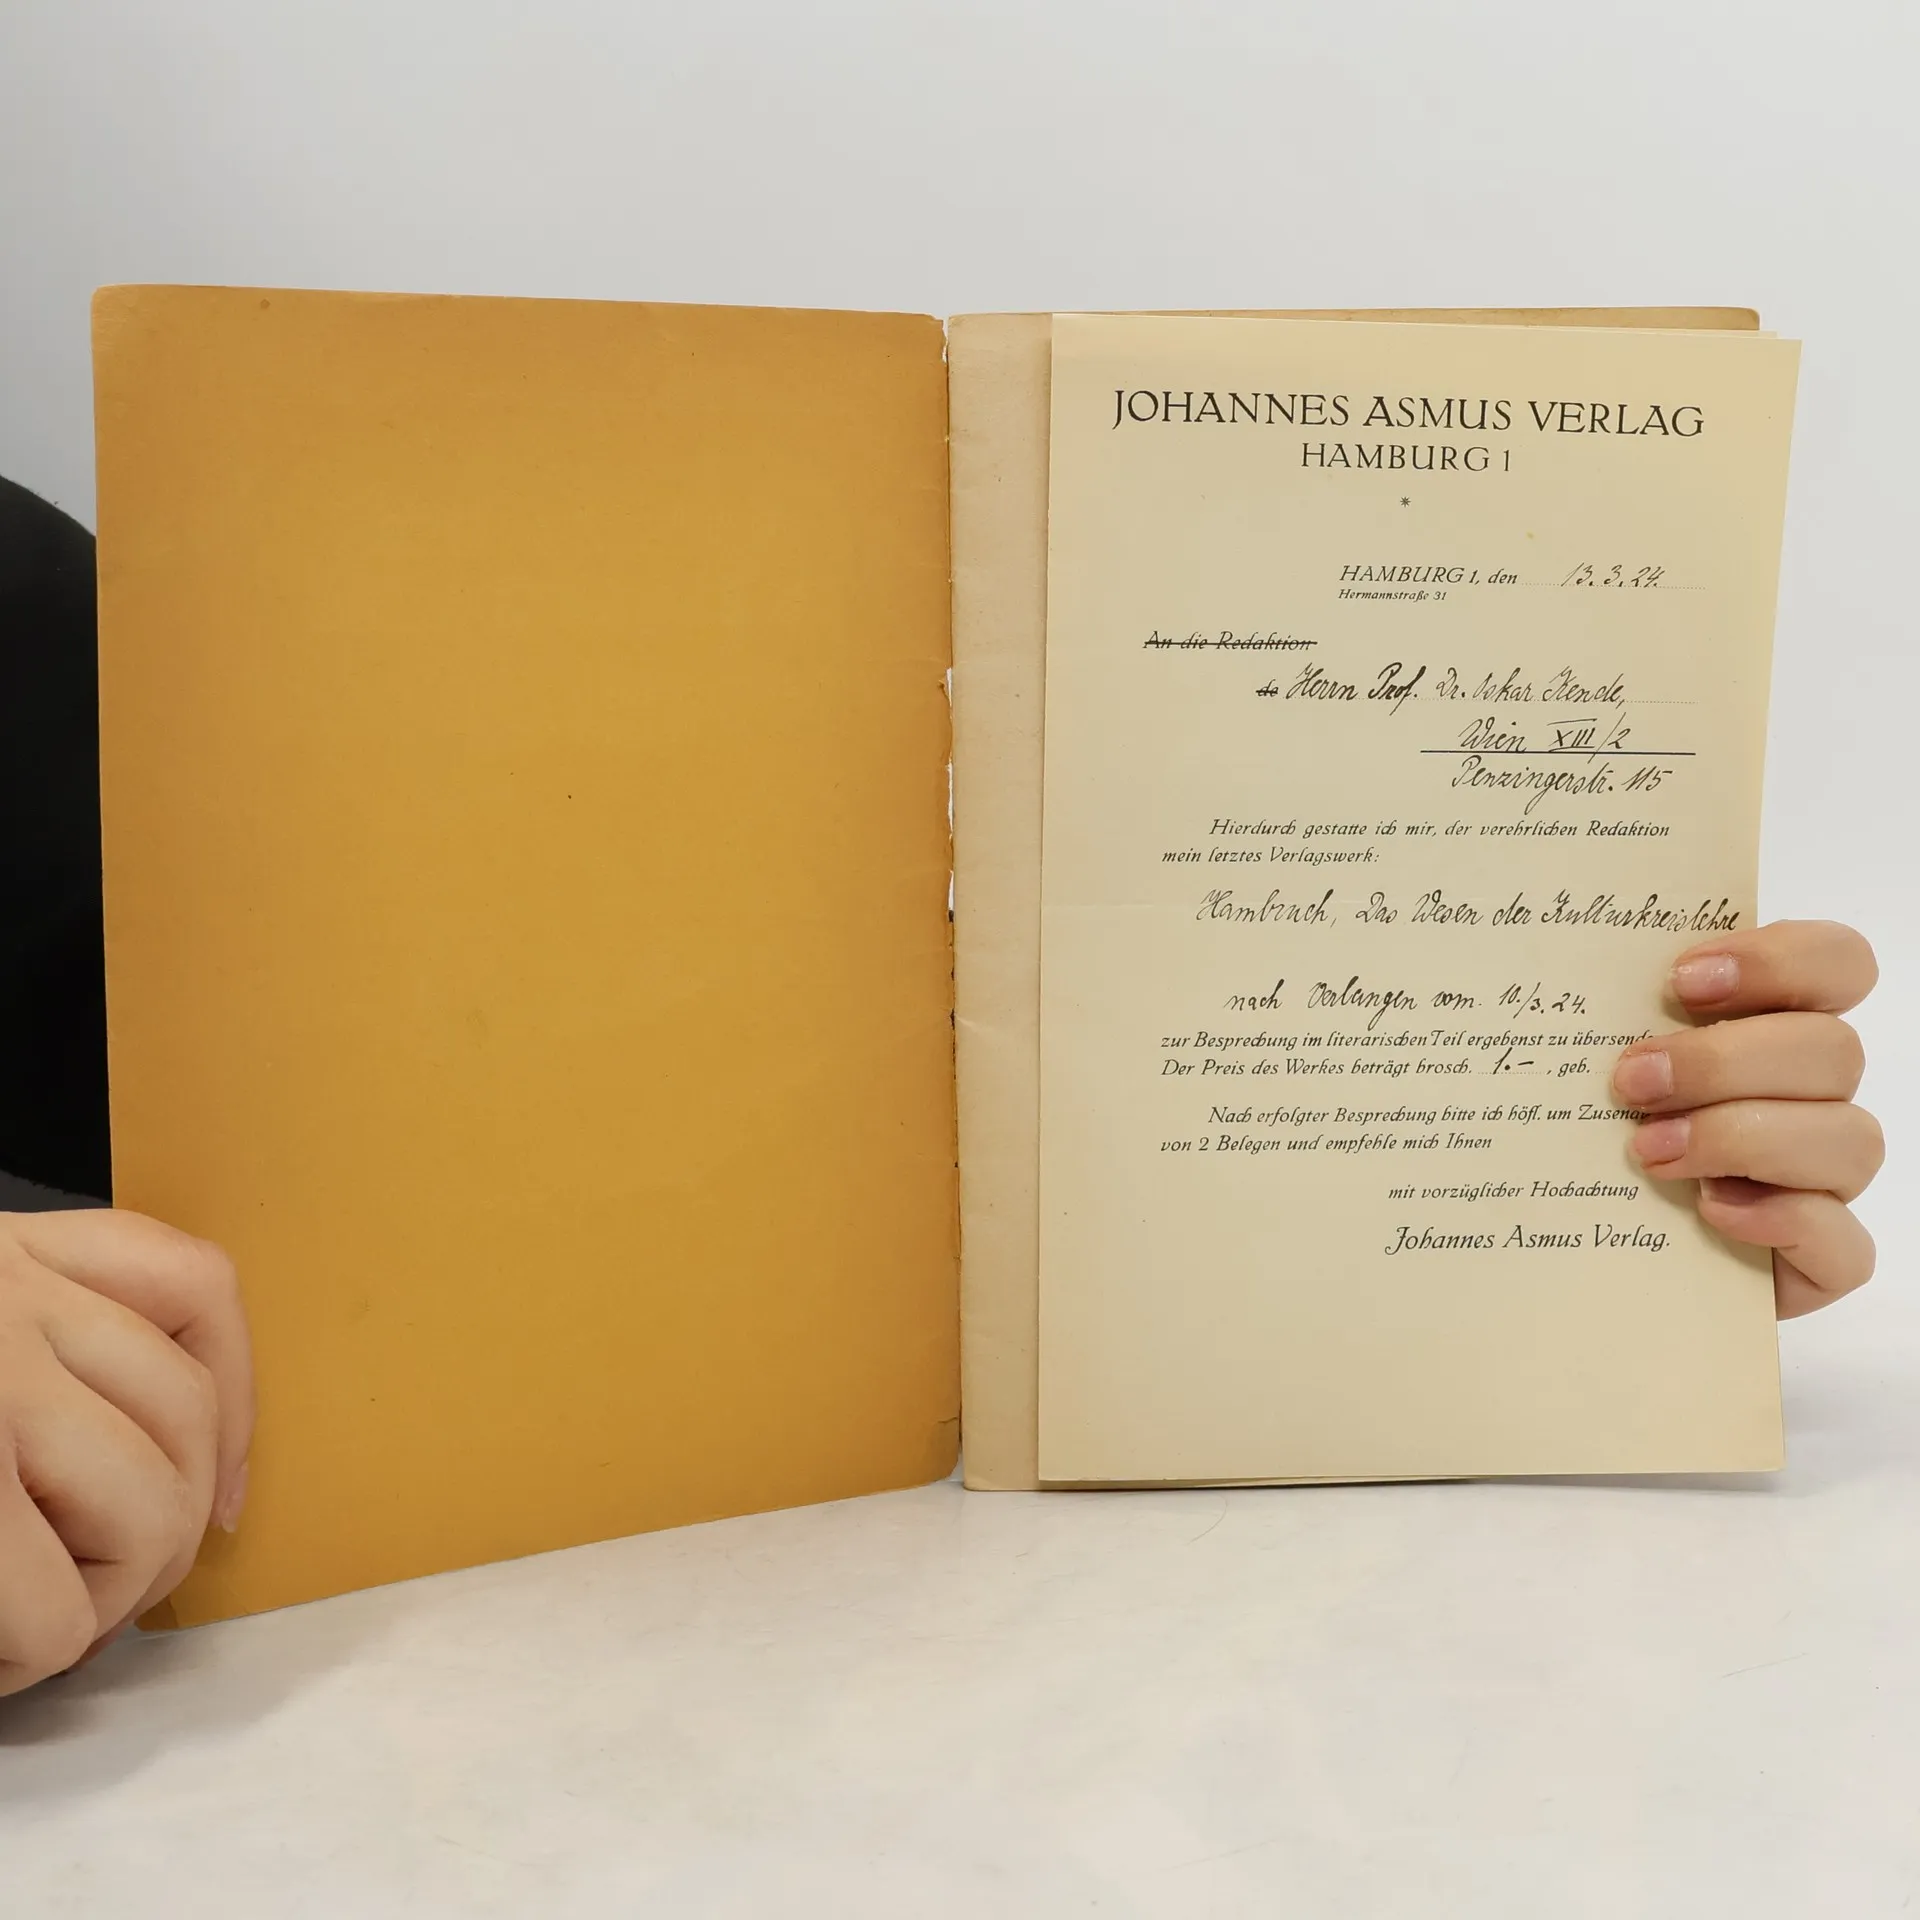 JOHANNES ASMUS VERLAG
HAMBURG 1
*
HAMBURG 1, den 13. 3. 24.
Hermannstraße 31
An die Redaktion
de Herrn Prof. Dr. Oskar Kende,
Wien XIII/2
Penzingerstr. 115
Hierdurch gestatte ich mir, der verehrlichen Redaktion
mein letztes Verlagswerk:
Hambruch, Das Wesen der Kulturkreislehre
nach Verlangen vom 10./3. 24.
zur Besprechung im literarischen Teil ergebenst zu übersend
Der Preis des Werkes beträgt brosch. 1.— , geb.
Nach erfolgter Besprechung bitte ich höfl. um Zusend
von 2 Belegen und empfehle mich Ihnen
mit vorzüglicher Hochachtung
Johannes Asmus Verlag.